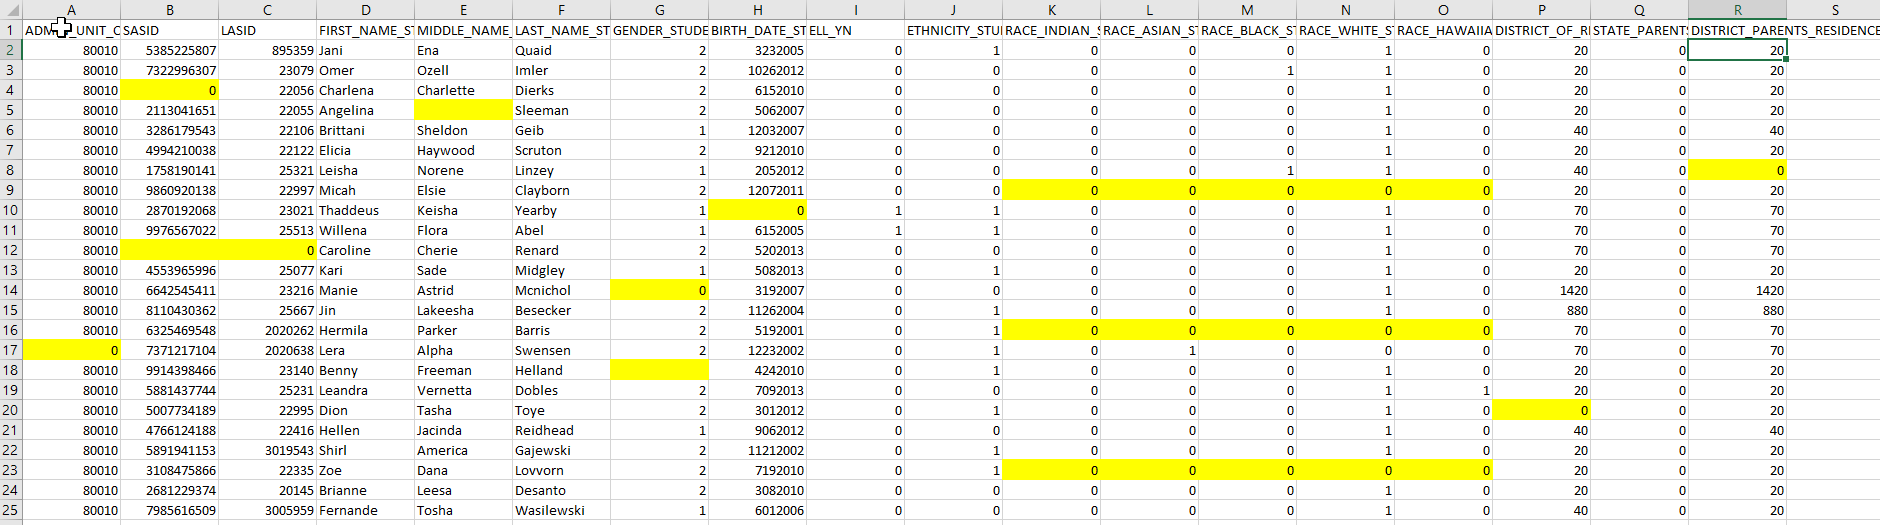 A B C D E F G H I J K L M N O P Q R S
1 ADMIN_UNIT_C SASID LASID FIRST_NAME_ST MIDDLE_NAME_ LAST_NAME_ST GENDER_STUDE BIRTH_DATE_ST ELL_YN ETHNICITY_STU RACE_INDIAN_S RACE_ASIAN_ST RACE_BLACK_ST RACE_WHITE_ST RACE_HAWAIIA DISTRICT_OF_RE STATE_PARENTS DISTRICT_PARENTS_RESIDENCE
2 80010 5385225807 895359 Jani Ena Quaid 2 3232005 0 1 0 0 0 1 0 20 0 20
3 80010 7322996307 23079 Omer Ozell Imler 2 10262012 0 0 0 0 1 1 0 20 0 20
4 80010 0 22056 Charlena Charlette Dierks 2 6152010 0 0 0 0 0 1 0 20 0 20
5 80010 2113041651 22055 Angelina Sleeman 2 5062007 0 0 0 0 0 1 0 20 0 20
6 80010 3286179543 22106 Brittani Sheldon Geib 1 12032007 0 0 0 0 0 1 0 40 0 40
7 80010 4994210038 22122 Elicia Haywood Scruton 2 9212010 0 0 0 0 0 1 0 20 0 20
8 80010 1758190141 25321 Leisha Norene Linzey 1 2052012 0 0 0 0 1 1 0 40 0 0
9 80010 9860920138 22997 Micah Elsie Clayborn 2 12072011 0 0 0 0 0 0 0 20 0 20
10 80010 2870192068 23021 Thaddeus Keisha Yearby 1 0 1 1 0 0 0 1 0 70 0 70
11 80010 9976567022 25513 Willena Flora Abel 1 6152005 1 1 0 0 0 1 0 70 0 70
12 80010 0 Caroline Cherie Renard 2 5202013 0 0 0 0 0 1 0 70 0 70
13 80010 4553965996 25077 Kari Sade Midgley 1 5082013 0 1 0 0 0 1 0 20 0 20
14 80010 6642545411 23216 Manie Astrid Mcnichol 0 3192007 0 0 0 0 0 1 0 1420 0 1420
15 80010 8110430362 25667 Jin Lakeesha Besecker 2 11262004 0 1 0 0 0 1 0 880 0 880
16 80010 6325469548 2020262 Hermila Parker Barris 2 5192001 0 1 0 0 0 0 0 70 0 70
17 0 7371217104 2020638 Lera Alpha Swensen 2 12232002 0 1 0 1 0 0 0 70 0 70
18 80010 9914398466 23140 Benny Freeman Helland 4242010 0 0 0 0 0 1 0 20 0 20
19 80010 5881437744 25231 Leandra Vernetta Dobles 2 7092013 0 0 0 0 0 1 1 20 0 20
20 80010 5007734189 22995 Dion Tasha Toye 2 3012012 0 1 0 0 0 1 0 0 0 20
21 80010 4766124188 22416 Hellen Jacinda Reidhead 1 9062012 0 0 0 0 0 1 0 40 0 40
22 80010 5891941153 3019543 Shirl America Gajewski 2 11212002 0 1 0 0 0 1 0 20 0 20
23 80010 3108475866 22335 Zoe Dana Lovvorn 2 7192010 0 1 0 0 0 0 0 20 0 20
24 80010 2681229374 20145 Brianne Leesa Desanto 2 3082010 0 0 0 0 0 1 0 20 0 20
25 80010 7985616509 3005959 Fernande Tosha Wasilewski 1 6012006 0 0 0 0 0 1 0 40 0 20